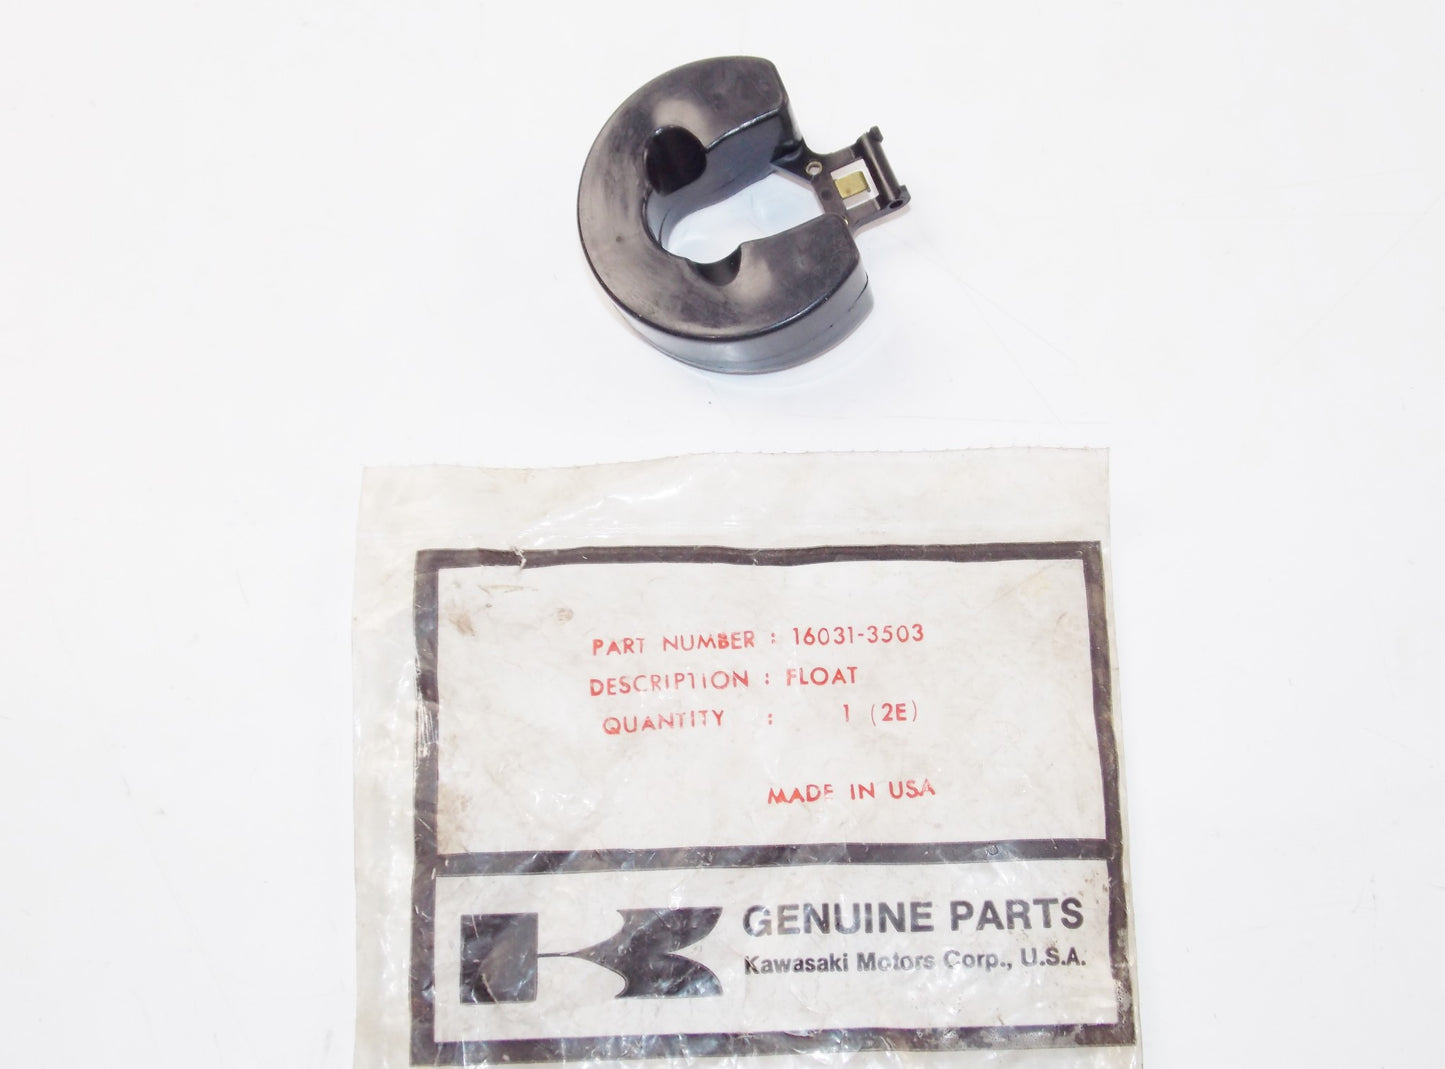 PART NUMBER : 16031-3503
DESCRIPTION : FLOAT
QUANTITY : 1 (2E)
MADE IN USA
GENUINE PARTS
Kawasaki Motors Corp., U.S.A.